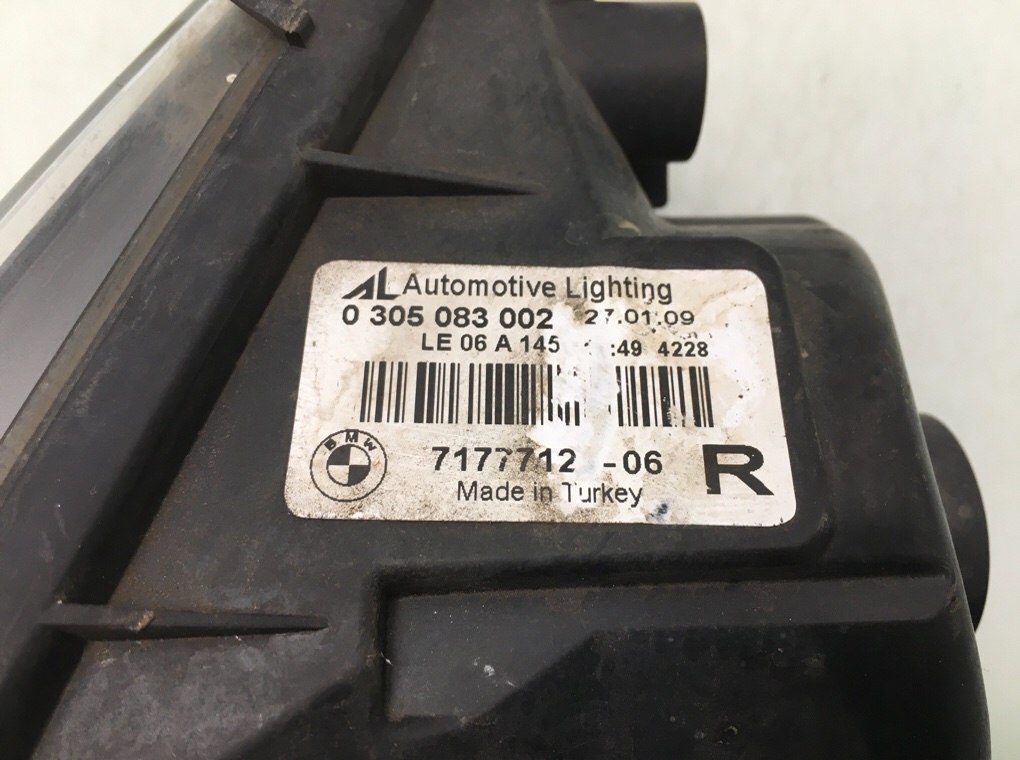 AL Automotive Lighting
0 305 083 002 27.01.09
LE 06 A 145 :49 4228
BMW
7177712 -06 R
Made in Turkey